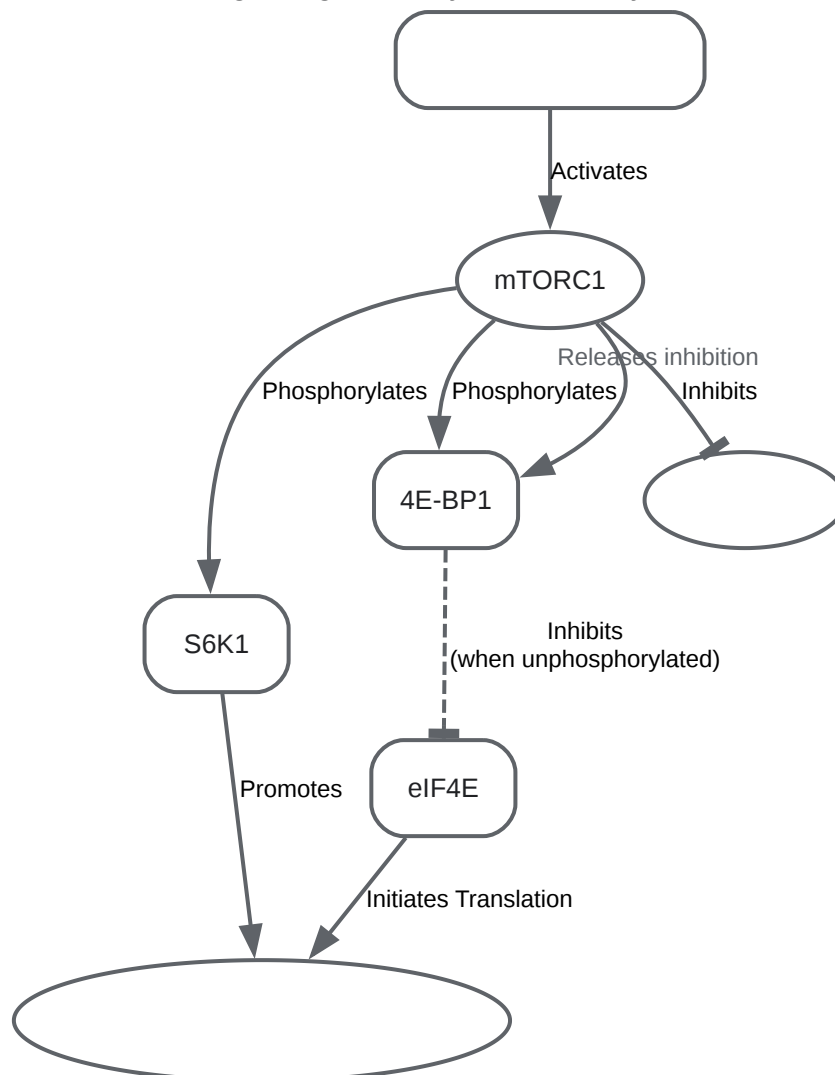 Activates
mTORC1
Releases inhibition
Phosphorylates
Phosphorylates
Inhibits
4E-BP1
Inhibits
(when unphosphorylated)
S6K1
Promotes
eIF4E
Initiates Translation